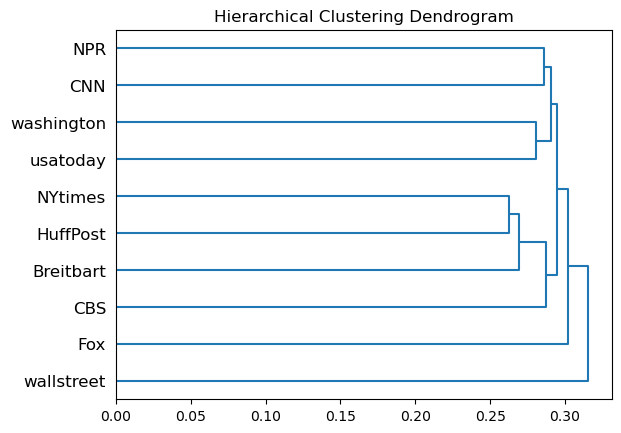 Hierarchical Clustering Dendrogram
NPR
CNN
washington
usatoday
NYtimes
HuffPost
Breitbart
CBS
Fox
wallstreet
0.00 0.05 0.10 0.15 0.20 0.25 0.30